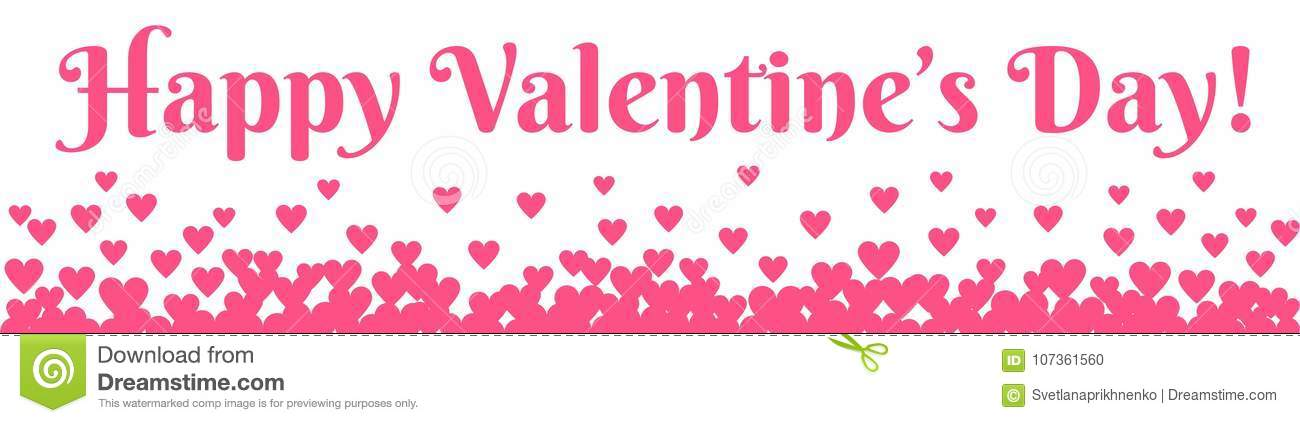 Happy Valentine's Day!
Download from
Dreamstime.com
This watermarked comp image is for previewing purposes only.
ID 107361560
© Svetlanaprikhnenko | Dreamstime.com